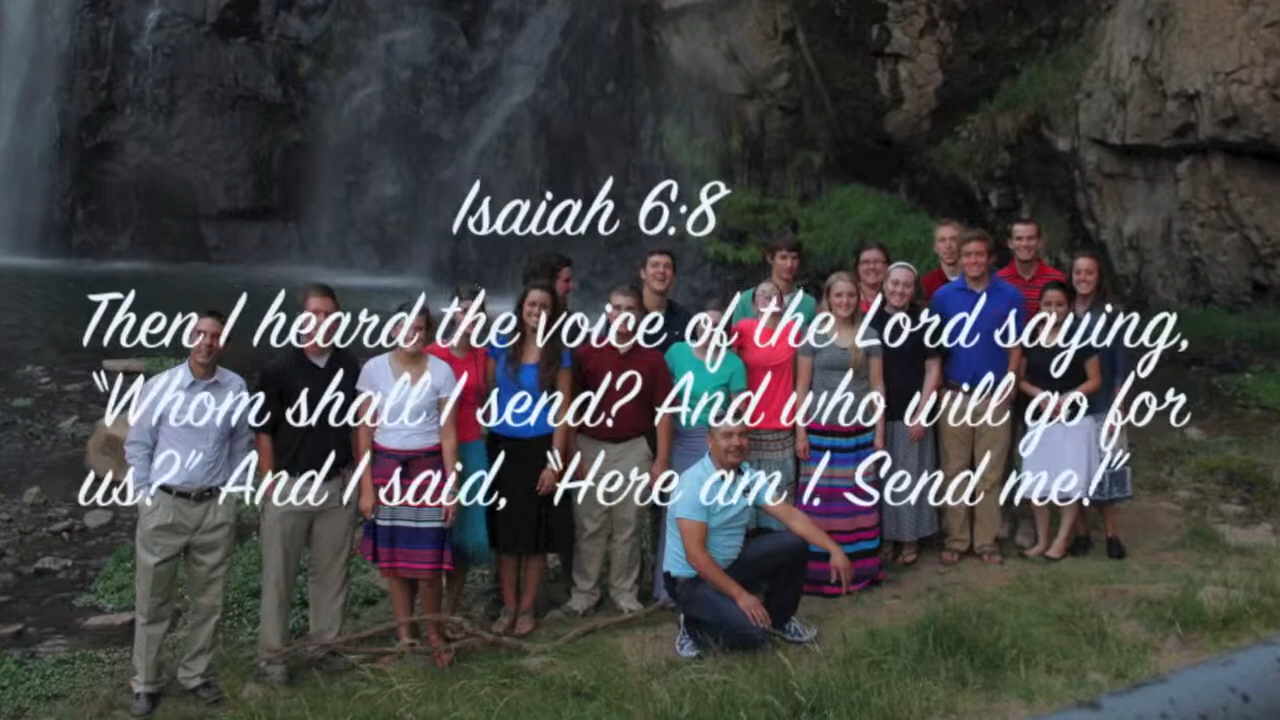 Isaiah 6:8
Then I heard the voice of the Lord saying,
“Whom shall I send? And who will go for
us?” And I said, “Here am I. Send me!”